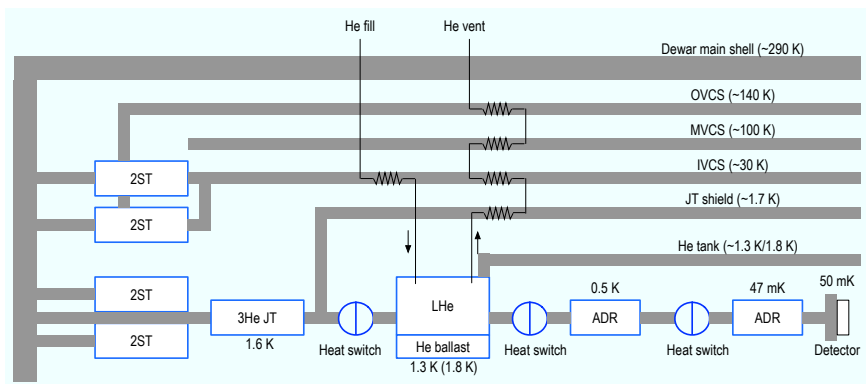 He fill
He vent
Dewar main shell (~290 K)
OVCS (~140 K)
MVCS (~100 K)
2ST
IVCS (~30 K)
2ST
JT shield (~1.7 K)
He tank (~1.3 K/1.8 K)
2ST
3He JT
1.6 K
2ST
Heat switch
LHe
He ballast
1.3 K (1.8 K)
Heat switch
0.5 K
ADR
Heat switch
47 mK
ADR
50 mK
Detector